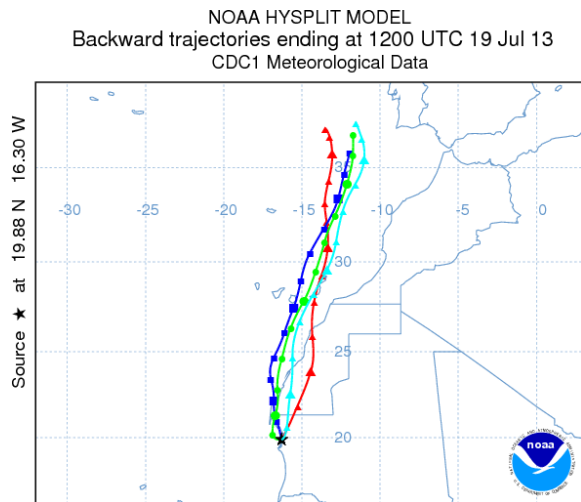 NOAA HYSPLIT MODEL
Backward trajectories ending at 1200 UTC 19 Jul 13
CDC1 Meteorological Data
Source ★ at 19.88 N 16.30 W
35
-30 -25 -20 -15 -10 -5 0
30
25
20
noaa